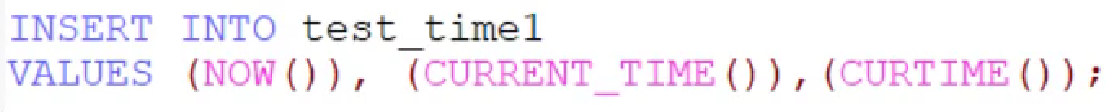 INSERT INTO test_time1
VALUES (NOW()), (CURRENT_TIME()),(CURTIME());